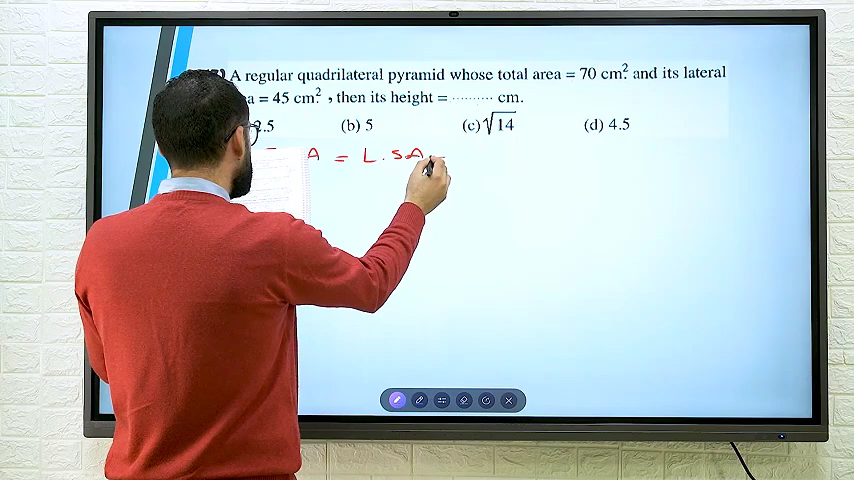 A regular quadrilateral pyramid whose total area = 70 cm² and its lateral
a = 45 cm² , then its height = ·········· cm.
2.5 (b) 5 (c) √14 (d) 4.5
A = L.SA